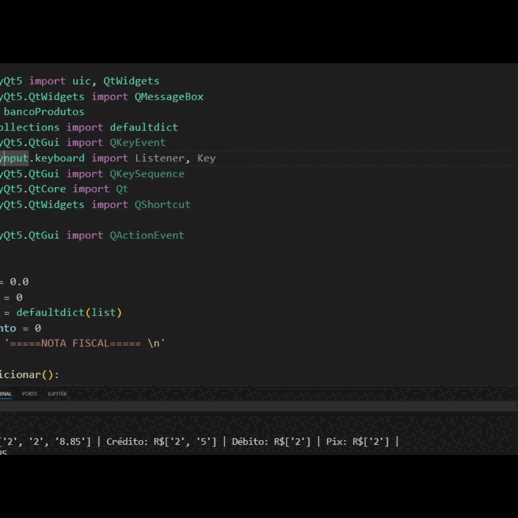 yQt5 import uic, QtWidgets
yQt5.QtWidgets import QMessageBox
bancoProdutos
ollections import defaultdict
yQt5.QtGui import QKeyEvent
ynput.keyboard import Listener, Key
yQt5.QtGui import QKeySequence
yQt5.QtCore import Qt
yQt5.QtWidgets import QShortcut
yQt5.QtGui import QActionEvent
= 0.0
= 0
= defaultdict(list)
nto = 0
'=====NOTA FISCAL===== \n'
icionar():
INAL PORTS JUPYTER
['2', '2', '8.85'] | Crédito: R$['2', '5'] | Débito: R$['2'] | Pix: R$['2'] |